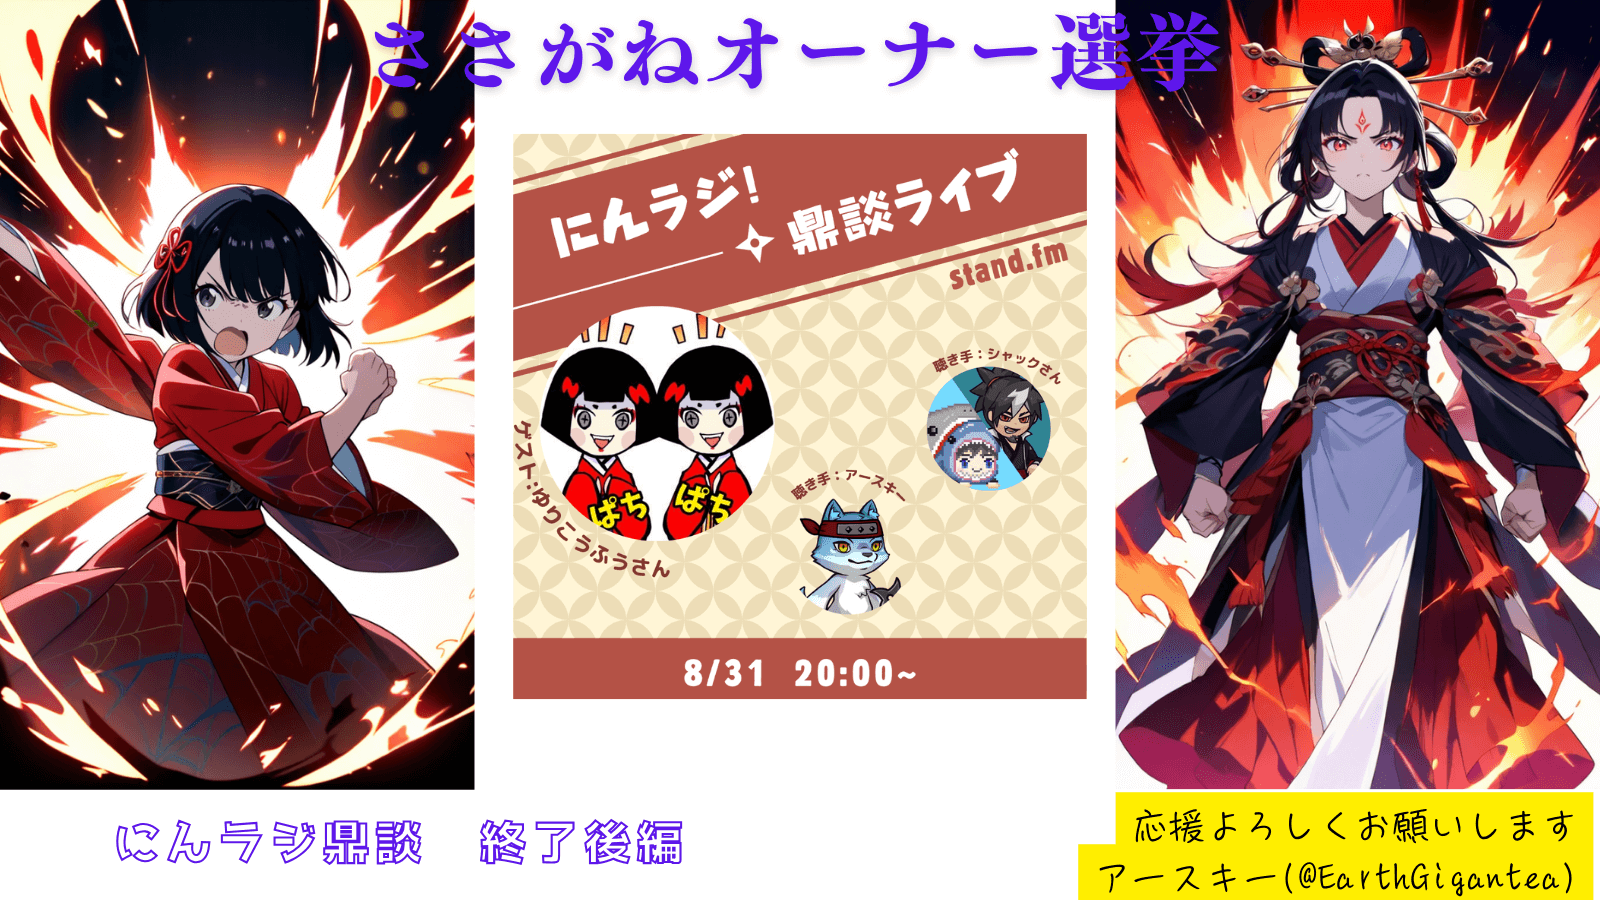 ささがねオーナー選挙
にんラジ!
鼎談ライブ
stand.fm
聴き手:シャックさん
聴き手:アースキー
ゲスト:ゆりこうふうさん
ぱち
ぱち
8/31 20:00~
にんラジ鼎談 終了後編
応援よろしくお願いします
アースキー(@EarthGigantea)